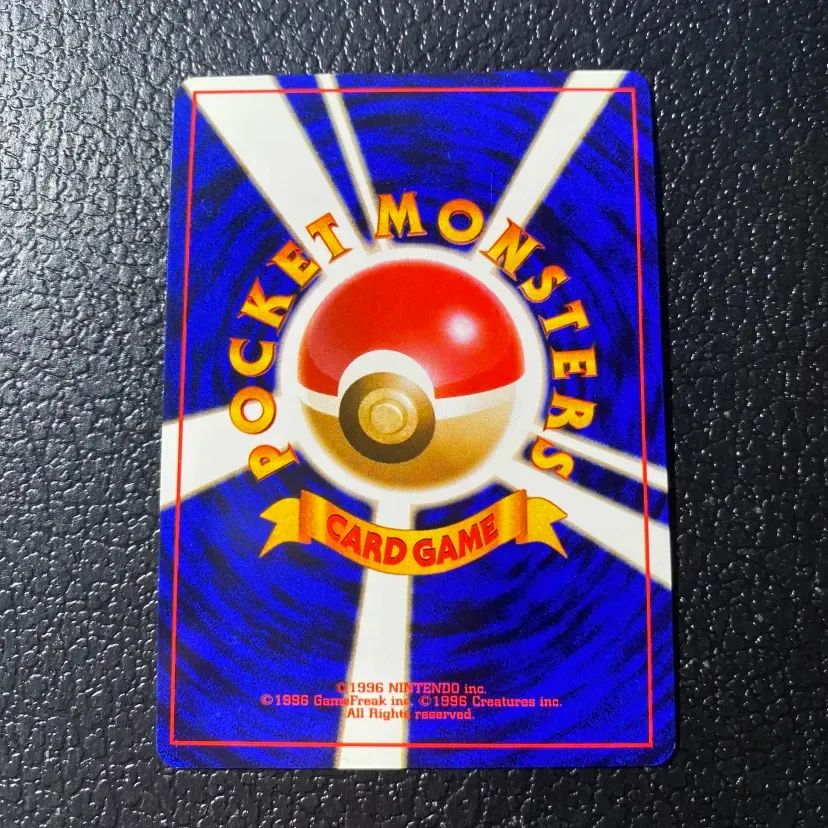 POCKET MONSTERS
CARD GAME
©1996 NINTENDO inc.
©1996 GameFreak inc. ©1996 Creatures inc.
All Rights reserved.